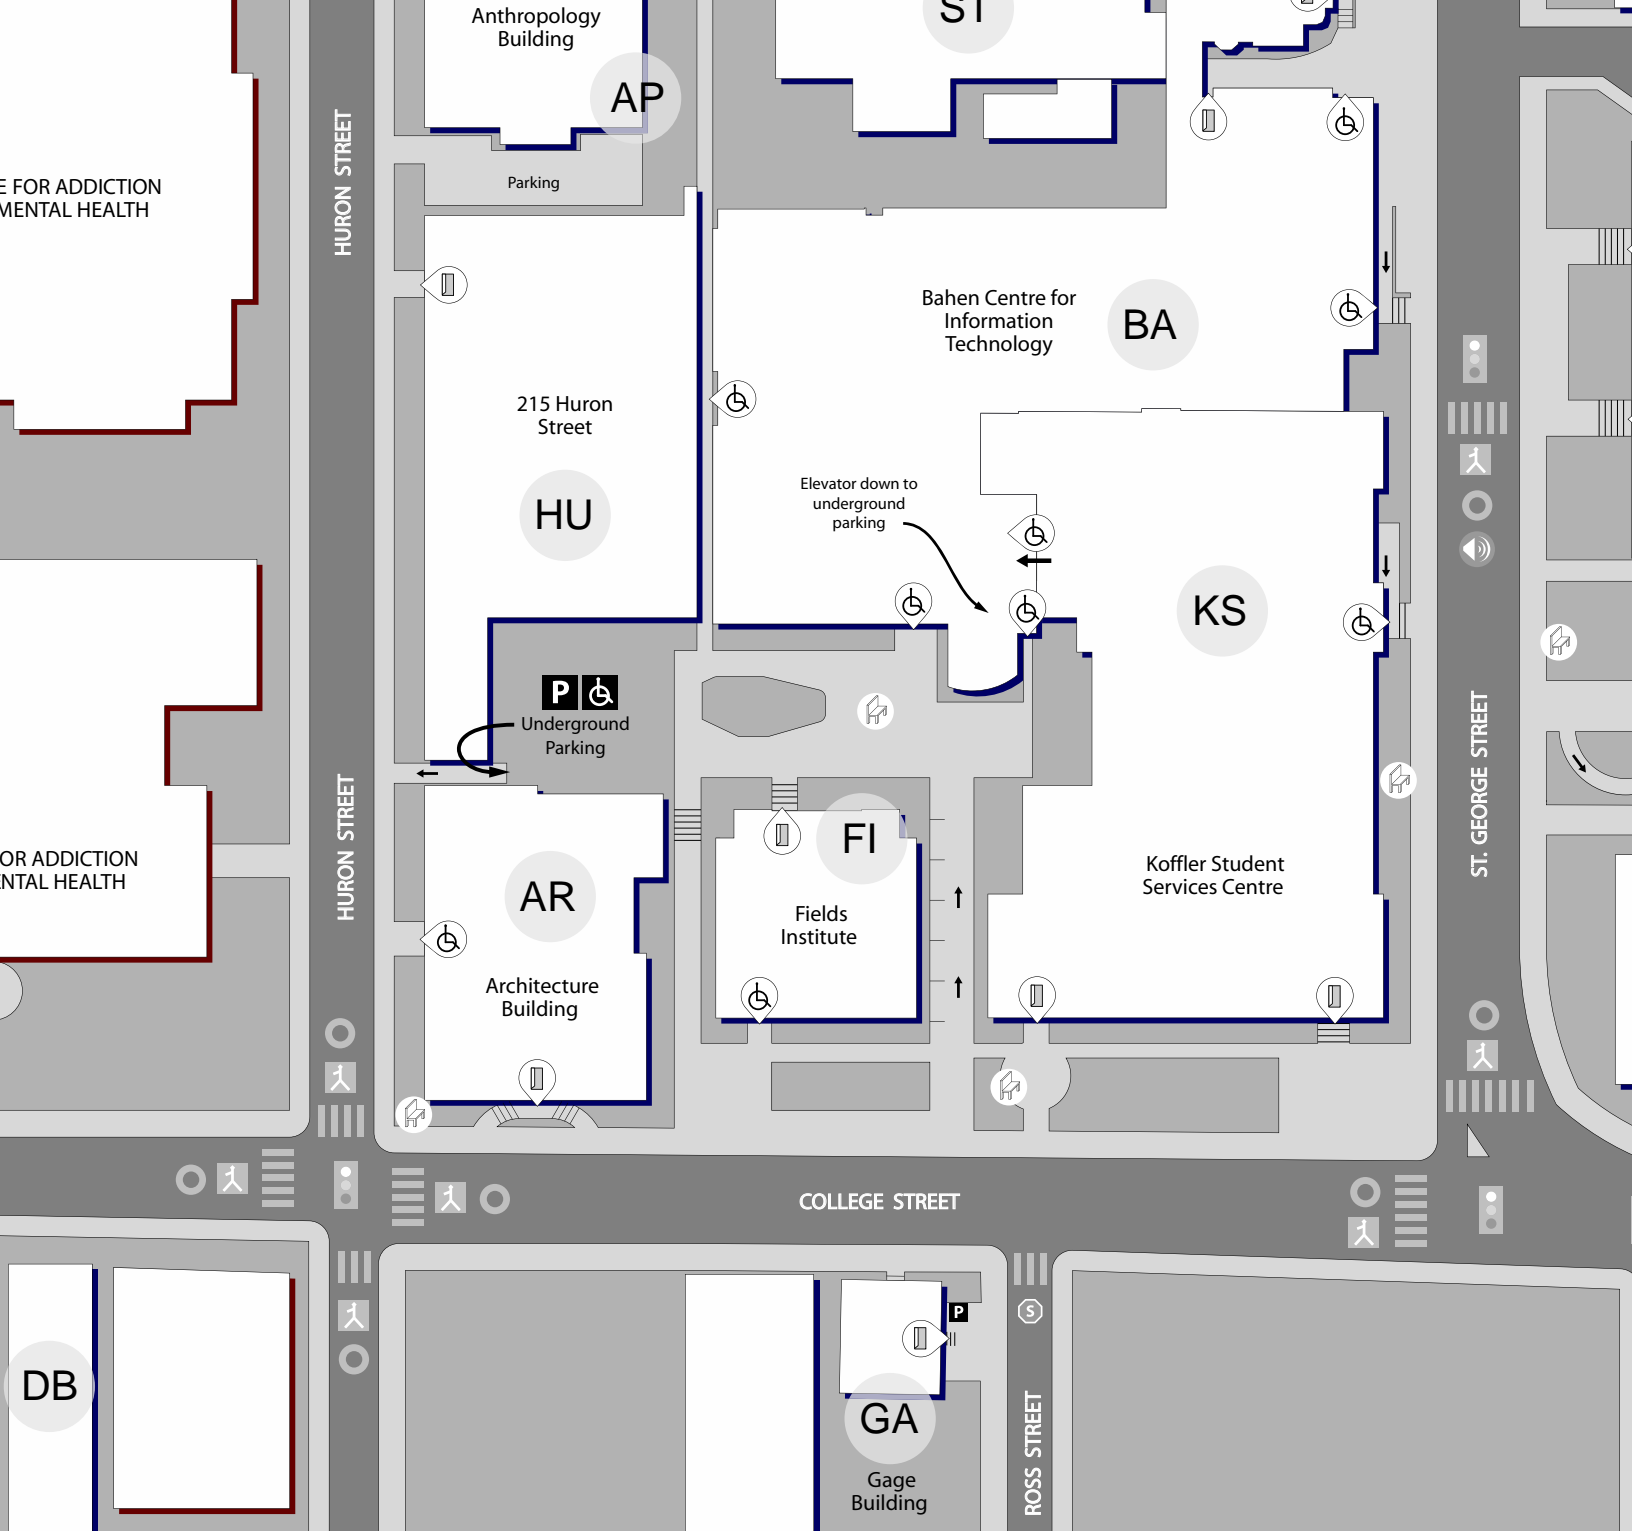 Anthropology
Building
AP
ST
HURON STREET
E FOR ADDICTION
MENTAL HEALTH
Parking
Bahen Centre for
Information
Technology
BA
215 Huron
Street
HU
Elevator down to
underground
parking
KS
P
Underground
Parking
ST. GEORGE STREET
HURON STREET
OR ADDICTION
ENTAL HEALTH
AR
Architecture
Building
FI
Fields
Institute
Koffler Student
Services Centre
COLLEGE STREET
DB
P
S
GA
Gage
Building
ROSS STREET